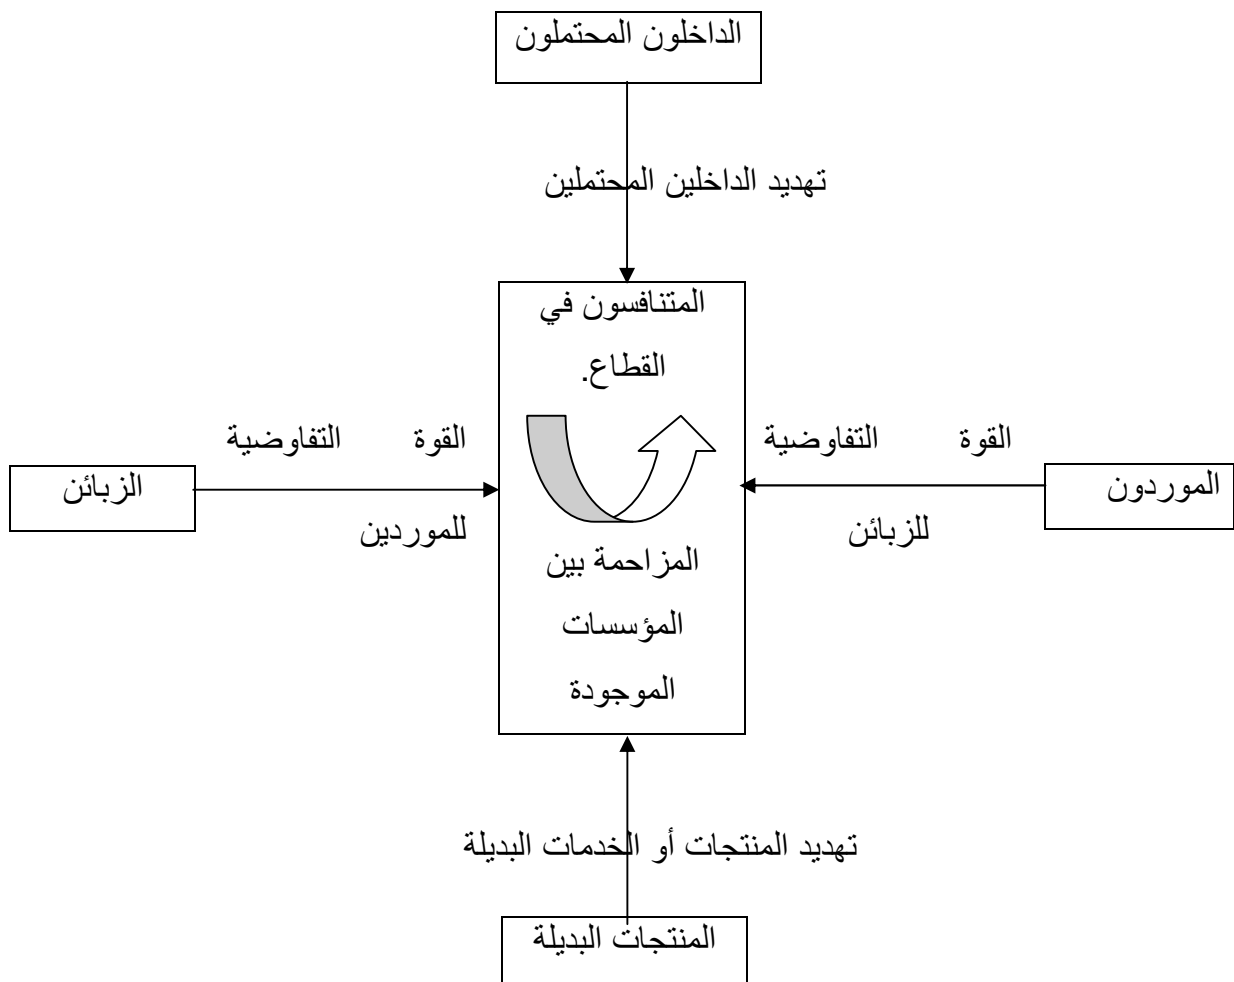 الداخلون المحتملون
تهديد الداخلين المحتملين
المتنافسون في
القطاع.
القوة التفاوضية
للزبائن
الموردون
القوة التفاوضية
للموردين
الزبائن
المزاحمة بين
المؤسسات
الموجودة
تهديد المنتجات أو الخدمات البديلة
المنتجات البديلة